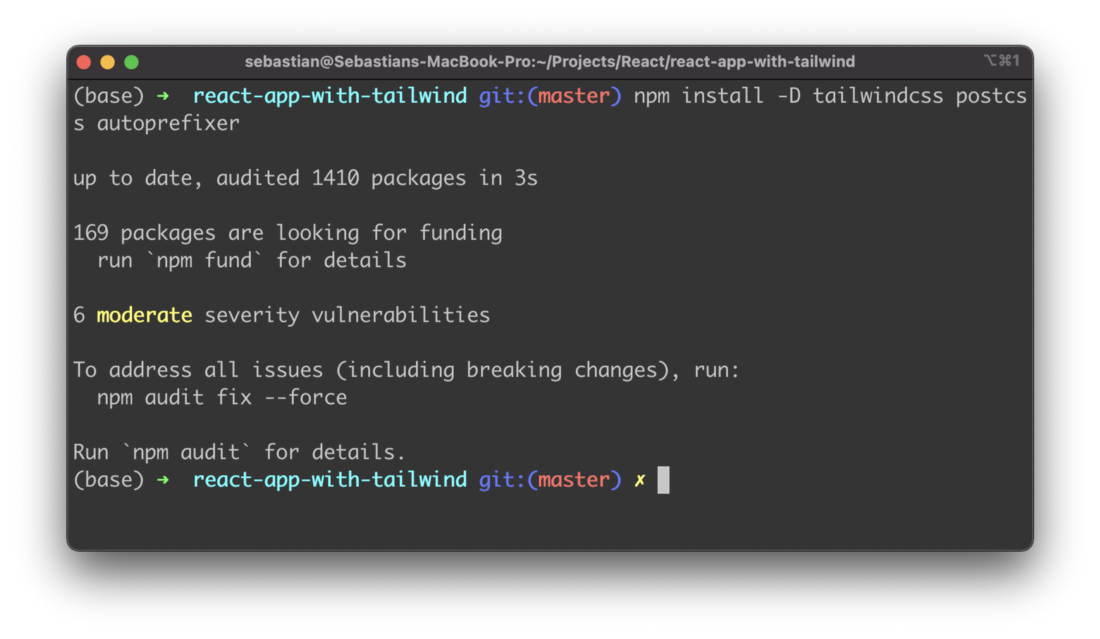 sebastian@Sebastians-MacBook-Pro:~/Projects/React/react-app-with-tailwind ⌥⌘1
(base) ➜  react-app-with-tailwind git:(master) npm install -D tailwindcss postcs
s autoprefixer
up to date, audited 1410 packages in 3s
169 packages are looking for funding
  run `npm fund` for details
6 moderate severity vulnerabilities
To address all issues (including breaking changes), run:
  npm audit fix --force
Run `npm audit` for details.
(base) ➜  react-app-with-tailwind git:(master) ✗